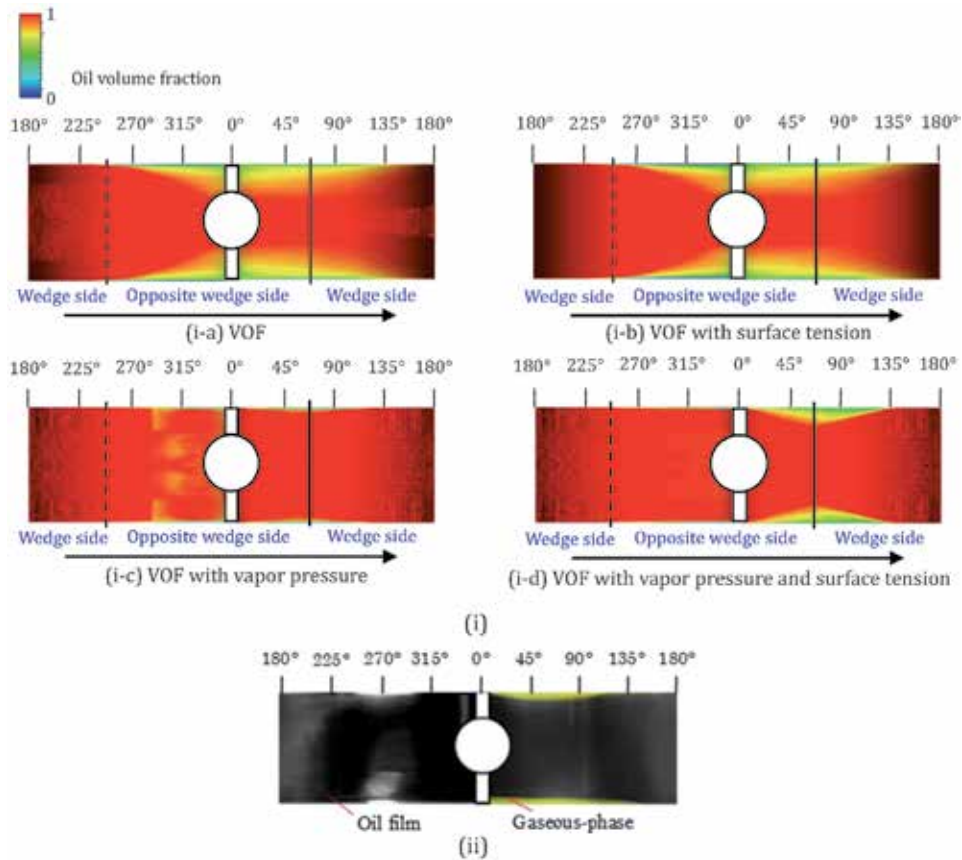 1
0
Oil volume fraction
180° 225° 270° 315° 0° 45° 90° 135° 180°
180° 225° 270° 315° 0° 45° 90° 135° 180°
Wedge side Opposite wedge side Wedge side
Wedge side Opposite wedge side Wedge side
(i-a) VOF
(i-b) VOF with surface tension
180° 225° 270° 315° 0° 45° 90° 135° 180°
180° 225° 270° 315° 0° 45° 90° 135° 180°
Wedge side Opposite wedge side Wedge side
Wedge side Opposite wedge side Wedge side
(i-c) VOF with vapor pressure
(i-d) VOF with vapor pressure and surface tension
(i)
180° 225° 270° 315° 0° 45° 90° 135° 180°
Oil film
Gaseous-phase
(ii)